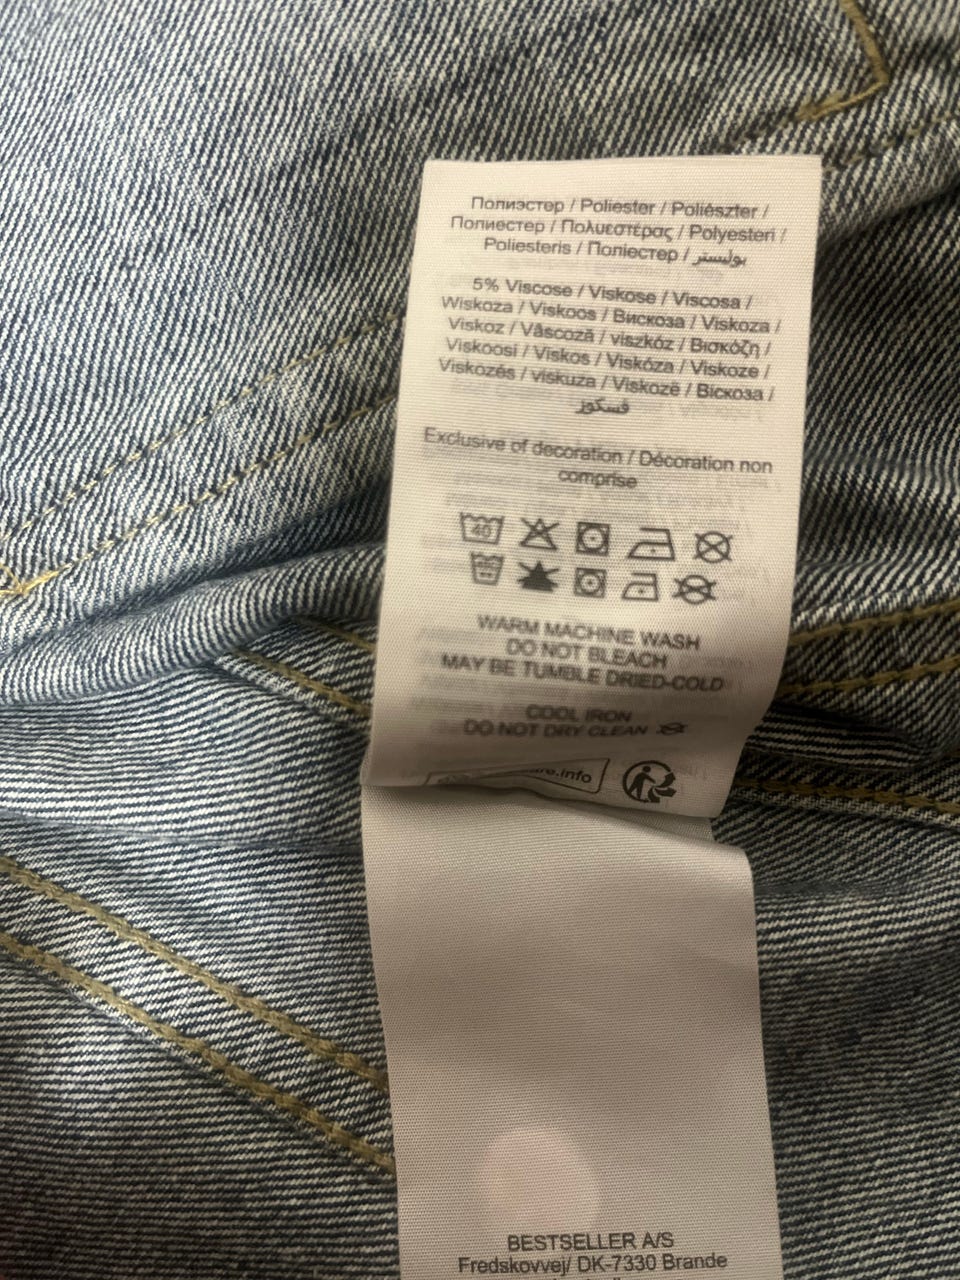 Полиэстер / Poliester / Poliészter /
Полиестер / Πολυεστέρας / Polyesteri /
Poliesteris / Поліестер / بوليستر
5% Viscose / Viskose / Viscosa /
Wiskoza / Viskoos / Вискоза / Viskoza /
Viskoz / Vâscoză / viszkóz / Βισκόζη /
Viskoosi / Viskos / Viskóza / Viskoze /
Viskozės / viskuza / Viskozë / Віскоза /
فسكوز
Exclusive of decoration / Décoration non
comprise
40
WARM MACHINE WASH
DO NOT BLEACH
MAY BE TUMBLE DRIED-COLD
COOL IRON
DO NOT DRY CLEAN
.info
BESTSELLER A/S
Fredskovvej/ DK-7330 Brande